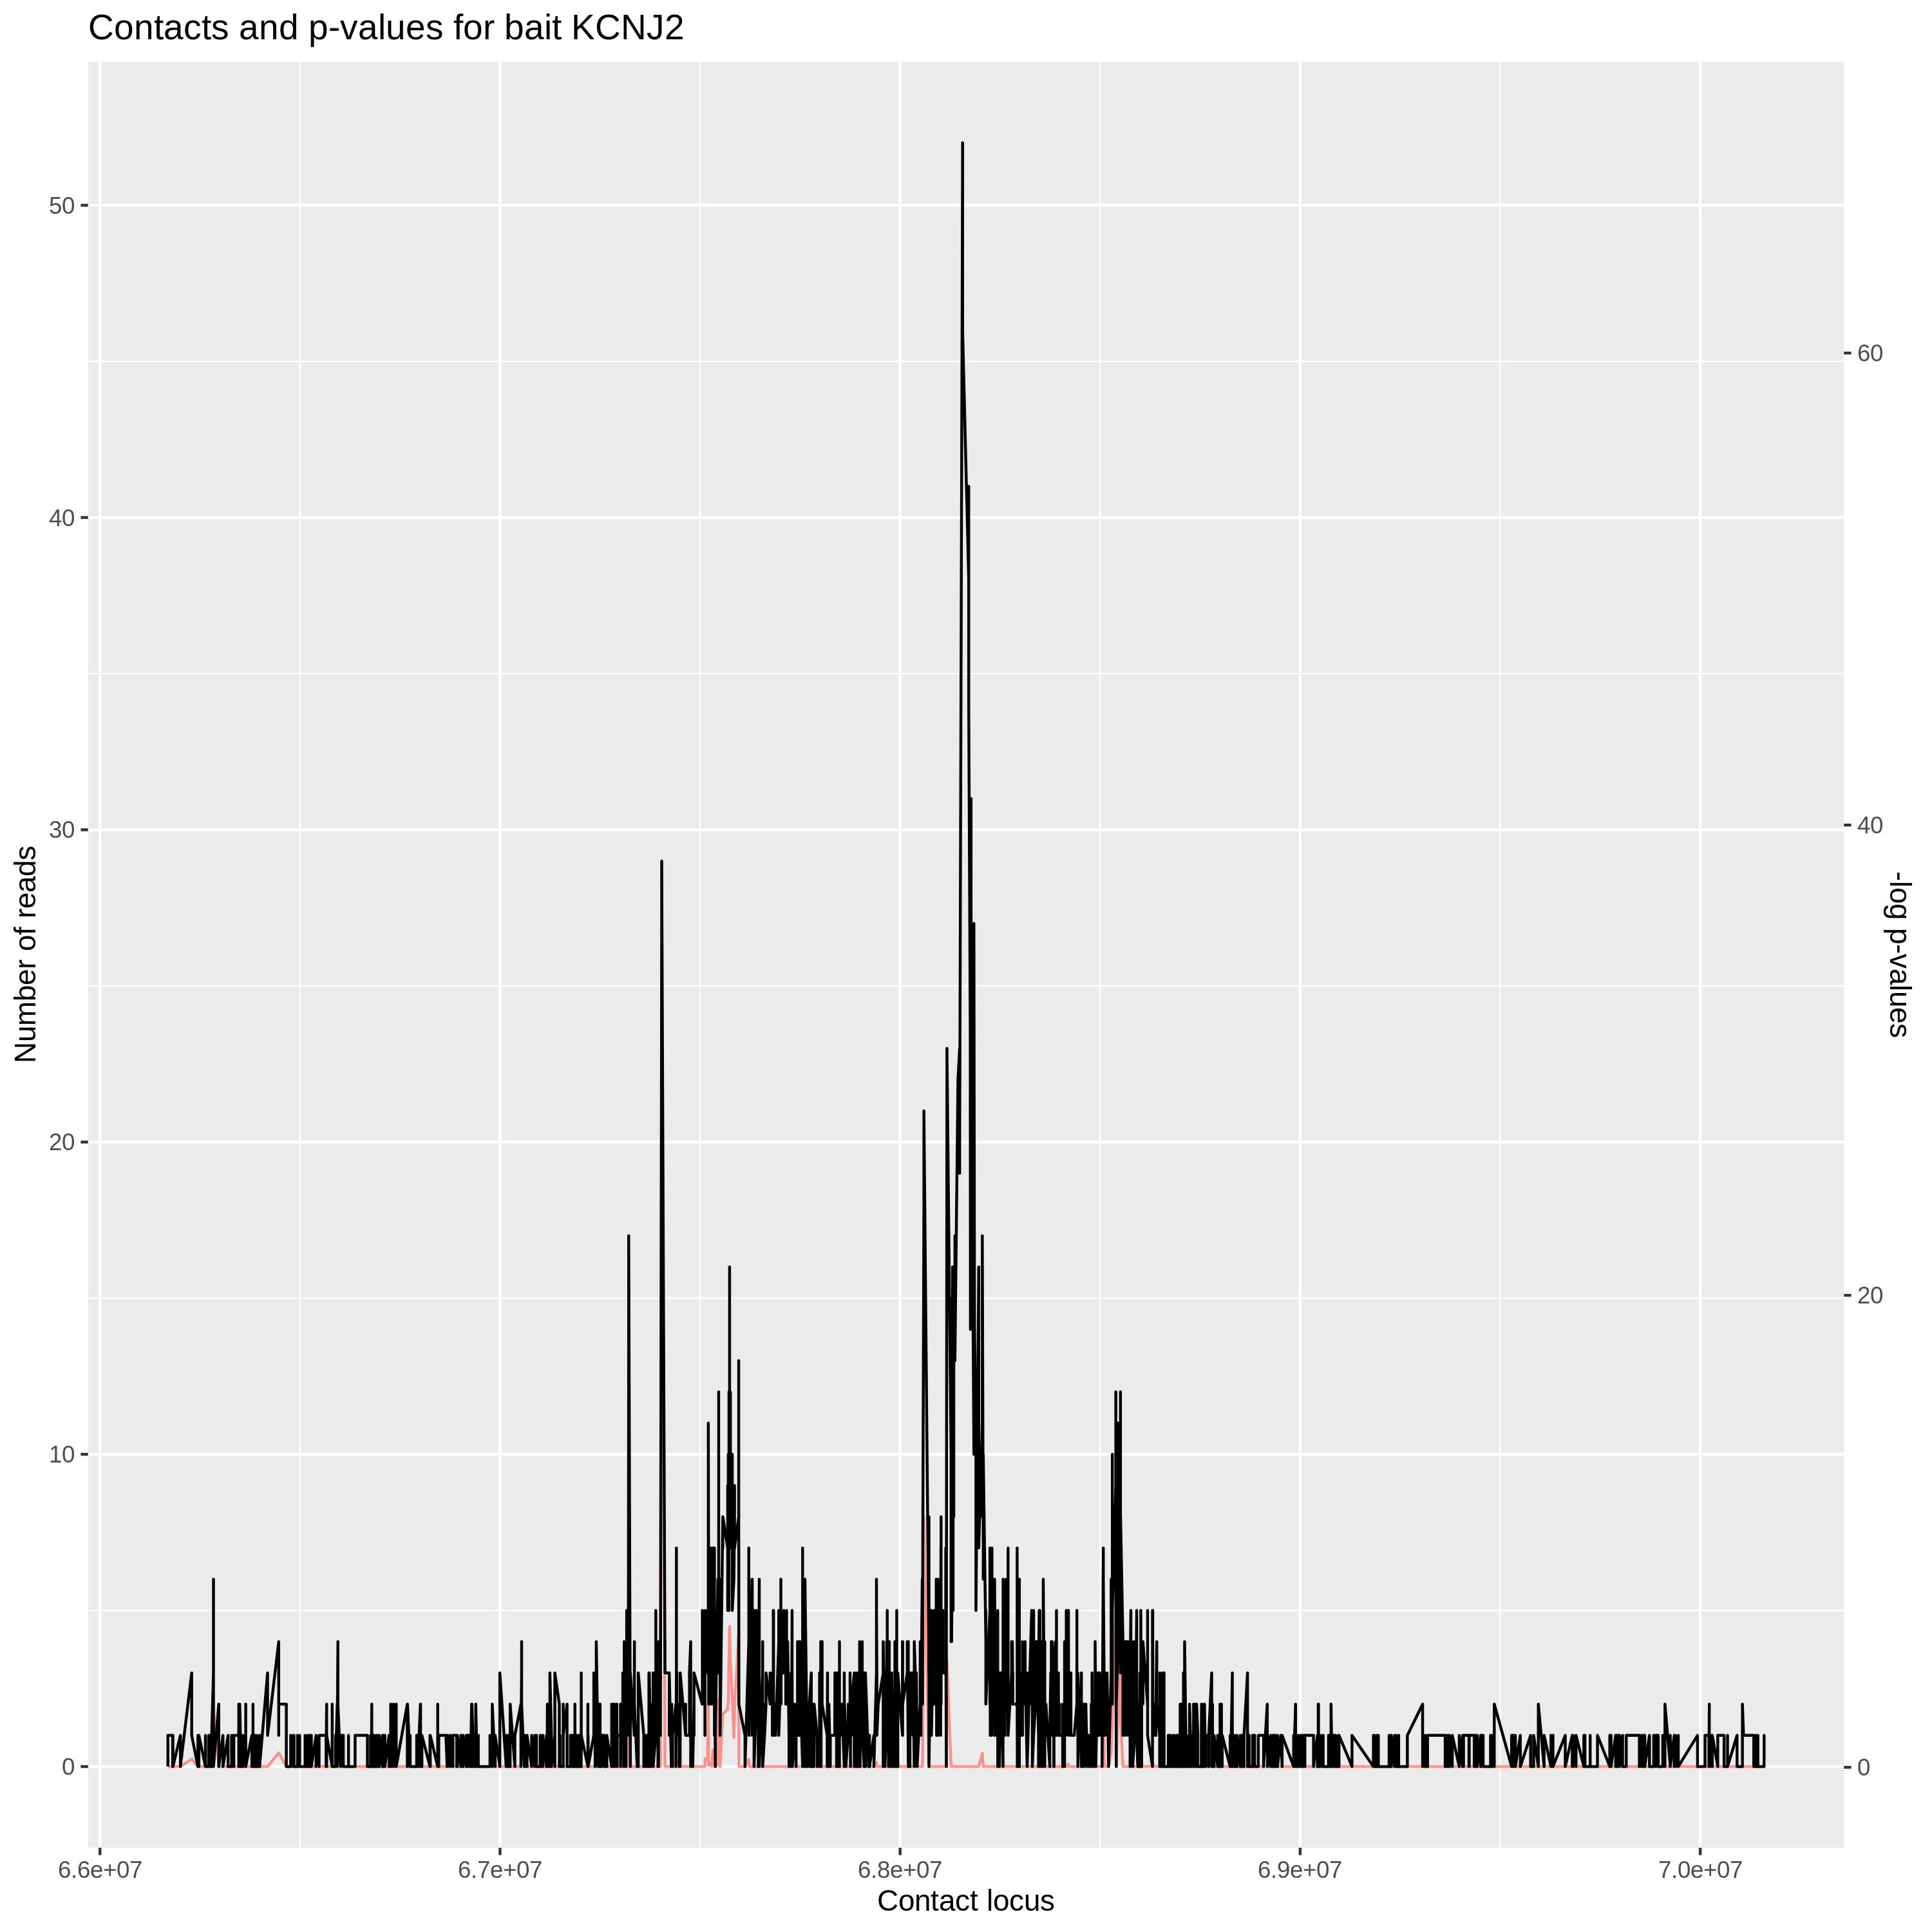 Contacts and p-values for bait KCNJ2
50
40
30
20
10
0
Number of reads
60
40
20
0
-log p-values
6.6e+07 6.7e+07 6.8e+07 6.9e+07 7.0e+07
Contact locus